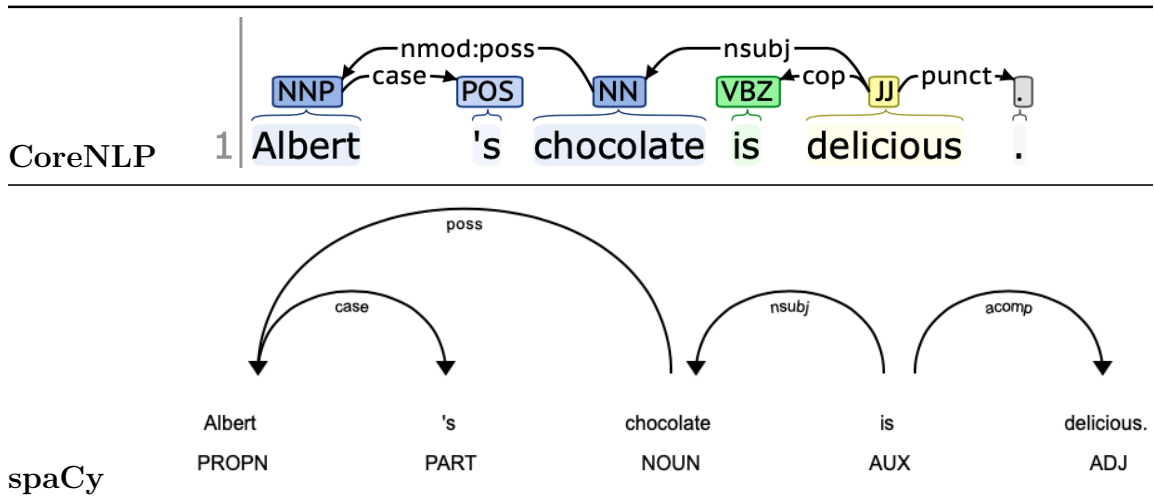 nmod:poss nsubj
case cop punct
NNP POS NN VBZ JJ .
CoreNLP 1 Albert 's chocolate is delicious .
poss
case nsubj acomp
Albert 's chocolate is delicious.
PROPN PART NOUN AUX ADJ
spaCy